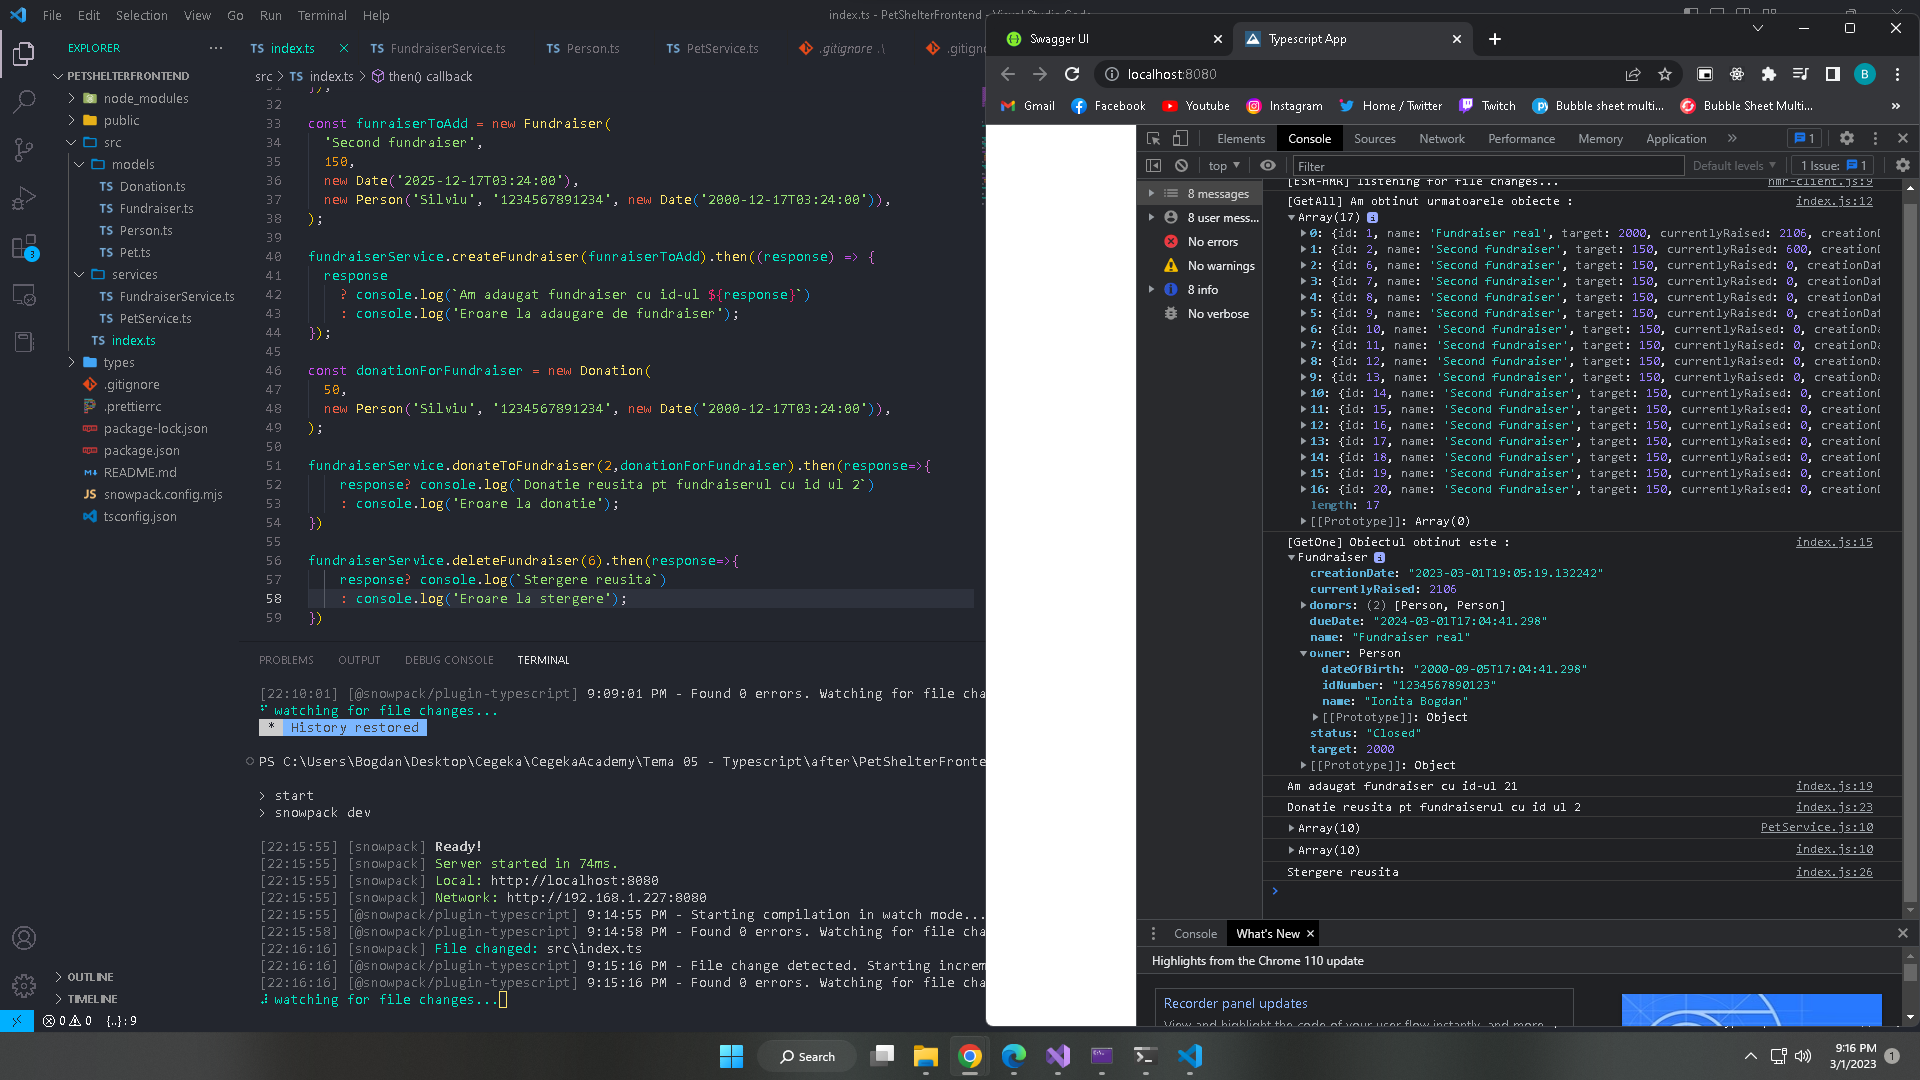 File Edit Selection View Go Run Terminal Help
index.ts - PetShelterFrontend - Visual Studio Code
EXPLORER
PETSHELTERFRONTEND
node_modules
public
src
models
TS Donation.ts
TS Fundraiser.ts
TS Person.ts
TS Pet.ts
services
TS FundraiserService.ts
TS PetService.ts
TS index.ts
types
.gitignore
.prettierrc
package-lock.json
package.json
README.md
JS snowpack.config.mjs
tsconfig.json
OUTLINE
TIMELINE
0 0 {..} : 9
TS index.ts TS FundraiserService.ts TS Person.ts TS PetService.ts .gitignore .\ .gitign
src > TS index.ts > then() callback
31 });
32
33 const funraiserToAdd = new Fundraiser(
34 'Second fundraiser',
35 150,
36 new Date('2025-12-17T03:24:00'),
37 new Person('Silviu', '1234567891234', new Date('2000-12-17T03:24:00')),
38 );
39
40 fundraiserService.createFundraiser(funraiserToAdd).then((response) => {
41 response
42 ? console.log(`Am adaugat fundraiser cu id-ul ${response}`)
43 : console.log('Eroare la adaugare de fundraiser');
44 });
45
46 const donationForFundraiser = new Donation(
47 50,
48 new Person('Silviu', '1234567891234', new Date('2000-12-17T03:24:00')),
49 );
50
51 fundraiserService.donateToFundraiser(2,donationForFundraiser).then(response=>{
52 response? console.log(`Donatie reusita pt fundraiserul cu id ul 2`)
53 : console.log('Eroare la donatie');
54 })
55
56 fundraiserService.deleteFundraiser(6).then(response=>{
57 response? console.log(`Stergere reusita`)
58 : console.log('Eroare la stergere');
59 })
PROBLEMS OUTPUT DEBUG CONSOLE TERMINAL
[22:10:01] [@snowpack/plugin-typescript] 9:09:01 PM - Found 0 errors. Watching for file cha
watching for file changes...
* History restored
PS C:\Users\Bogdan\Desktop\Cegeka\CegekaAcademy\Tema 05 - Typescript\after\PetShelterFronte
> start
> snowpack dev
[22:15:55] [snowpack] Ready!
[22:15:55] [snowpack] Server started in 74ms.
[22:15:55] [snowpack] Local: http://localhost:8080
[22:15:55] [snowpack] Network: http://192.168.1.227:8080
[22:15:55] [@snowpack/plugin-typescript] 9:14:55 PM - Starting compilation in watch mode...
[22:15:58] [@snowpack/plugin-typescript] 9:14:58 PM - Found 0 errors. Watching for file cha
[22:16:16] [snowpack] File changed: src\index.ts
[22:16:16] [@snowpack/plugin-typescript] 9:15:16 PM - File change detected. Starting increm
[22:16:16] [@snowpack/plugin-typescript] 9:15:16 PM - Found 0 errors. Watching for file cha
watching for file changes...
Swagger UI Typescript App
localhost:8080
B
Gmail Facebook Youtube Instagram Home / Twitter Twitch Bubble sheet multi... Bubble Sheet Multi...
Elements Console Sources Network Performance Memory Application 1
top Filter Default levels 1 Issue: 1
8 messages
8 user mess...
No errors
No warnings
8 info
No verbose
[ESM-HMR] listening for file changes... hmr-client.js:9
[GetAll] Am obtinut urmatoarele obiecte : index.js:12
Array(17)
0: {id: 1, name: 'Fundraiser real', target: 2000, currentlyRaised: 2106, creationD
1: {id: 2, name: 'Second fundraiser', target: 150, currentlyRaised: 600, creationD
2: {id: 6, name: 'Second fundraiser', target: 150, currentlyRaised: 0, creationDat
3: {id: 7, name: 'Second fundraiser', target: 150, currentlyRaised: 0, creationDat
4: {id: 8, name: 'Second fundraiser', target: 150, currentlyRaised: 0, creationDat
5: {id: 9, name: 'Second fundraiser', target: 150, currentlyRaised: 0, creationDat
6: {id: 10, name: 'Second fundraiser', target: 150, currentlyRaised: 0, creationDa
7: {id: 11, name: 'Second fundraiser', target: 150, currentlyRaised: 0, creationDa
8: {id: 12, name: 'Second fundraiser', target: 150, currentlyRaised: 0, creationDa
9: {id: 13, name: 'Second fundraiser', target: 150, currentlyRaised: 0, creationDa
10: {id: 14, name: 'Second fundraiser', target: 150, currentlyRaised: 0, creationD
11: {id: 15, name: 'Second fundraiser', target: 150, currentlyRaised: 0, creationD
12: {id: 16, name: 'Second fundraiser', target: 150, currentlyRaised: 0, creationD
13: {id: 17, name: 'Second fundraiser', target: 150, currentlyRaised: 0, creationD
14: {id: 18, name: 'Second fundraiser', target: 150, currentlyRaised: 0, creationD
15: {id: 19, name: 'Second fundraiser', target: 150, currentlyRaised: 0, creationD
16: {id: 20, name: 'Second fundraiser', target: 150, currentlyRaised: 0, creationD
length: 17
[[Prototype]]: Array(0)
[GetOne] Obiectul obtinut este : index.js:15
Fundraiser
creationDate: "2023-03-01T19:05:19.132242"
currentlyRaised: 2106
donors: (2) [Person, Person]
dueDate: "2024-03-01T17:04:41.298"
name: "Fundraiser real"
owner: Person
dateOfBirth: "2000-09-05T17:04:41.298"
idNumber: "1234567890123"
name: "Ionita Bogdan"
[[Prototype]]: Object
status: "Closed"
target: 2000
[[Prototype]]: Object
Am adaugat fundraiser cu id-ul 21 index.js:19
Donatie reusita pt fundraiserul cu id ul 2 index.js:23
Array(10) PetService.js:10
Array(10) index.js:10
Stergere reusita index.js:26
Console What's New
Highlights from the Chrome 110 update
Recorder panel updates
View and highlight the code of your user flow instantly, and more
Search
9:16 PM
3/1/2023
1